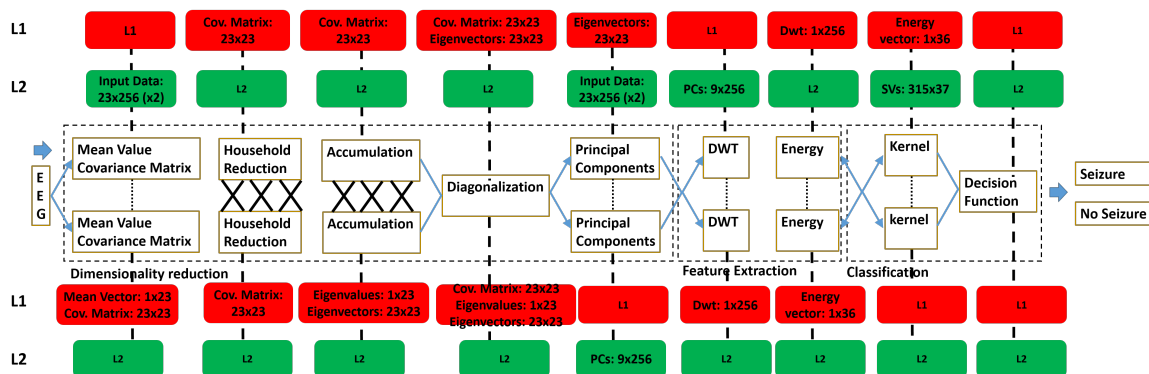 L1
L1
Cov. Matrix:
23x23
Cov. Matrix:
23x23
Cov. Matrix: 23x23
Eigenvectors: 23x23
Eigenvectors:
23x23
L1
Dwt: 1x256
Energy
vector: 1x36
L1
L2
Input Data:
23x256 (x2)
L2
L2
L2
Input Data:
23x256 (x2)
PCs: 9x256
L2
SVs: 315x37
L2
E
E
G
Mean Value
Covariance Matrix
Household
Reduction
Accumulation
Diagonalization
Principal
Components
DWT
Energy
Kernel
Decision
Function
Seizure
No Seizure
Mean Value
Covariance Matrix
Household
Reduction
Accumulation
Principal
Components
DWT
Energy
kernel
Dimensionality reduction
Feature Extraction
Classification
L1
Mean Vector: 1x23
Cov. Matrix: 23x23
Cov. Matrix:
23x23
Eigenvalues: 1x23
Eigenvectors: 23x23
Cov. Matrix: 23x23
Eigenvalues: 1x23
Eigenvectors: 23x23
L1
Dwt: 1x256
Energy
vector: 1x36
L1
L1
L2
L2
L2
L2
L2
PCs: 9x256
L2
L2
L2
L2